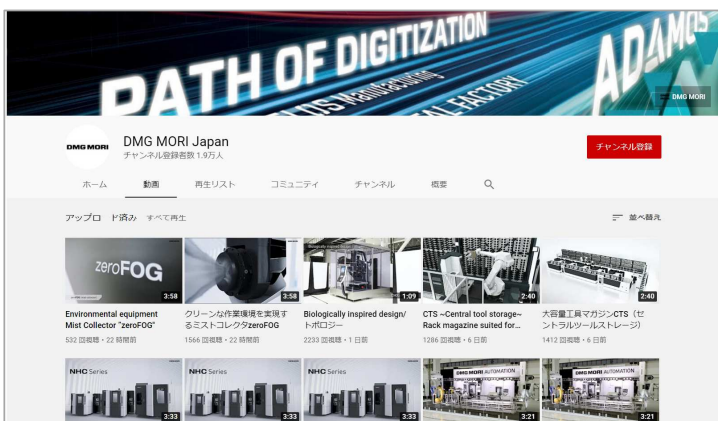 PATH OF DIGITIZATION
Manufacturing
FACTORY
ADAMOS
DMG MORI
DMG MORI
DMG MORI Japan
チャンネル登録者数 1.9万人
チャンネル登録
ホーム 動画 再生リスト コミュニティ チャンネル 概要
アップロ ド済み すべて再生 並べ替え
zeroFOG
Biologically inspired design
3:58 3:58 1:09 2:40 2:40
Environmental equipment
Mist Collector "zeroFOG"
532 回視聴・22 時間前
クリーンな作業環境を実現す
るミストコレクタzeroFOG
1566 回視聴・22 時間前
Biologically inspired design/
トポロジー
2233 回視聴・1 日前
CTS ~Central tool storage~
Rack magazine suited for...
1286 回視聴・6 日前
大容量工具マガジンCTS（セ
ントラルツールストレージ）
1412 回視聴・6 日前
NHC Series NHC Series NHC Series DMG MORI AUTOMATION DMG MORI AUTOMATION
3:33 3:33 3:33 3:21 3:21